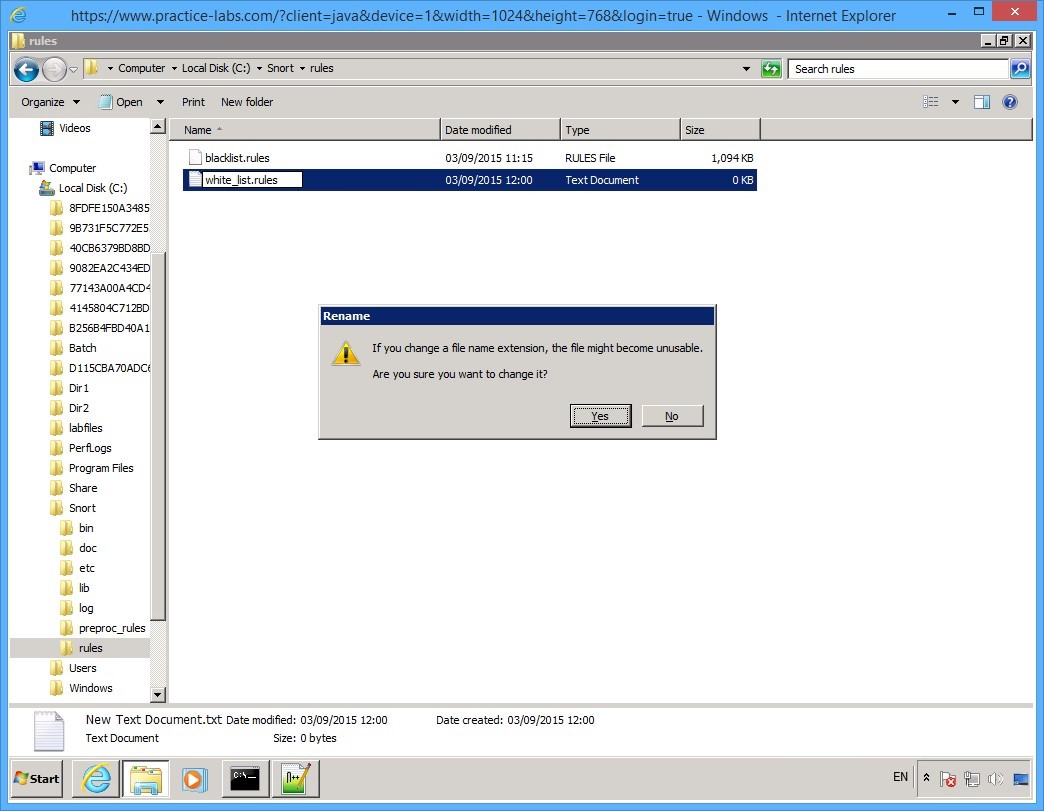 https://www.practice-labs.com/?client=java&device=1&width=1024&height=768&login=true - Windows - Internet Explorer
rules
Computer Local Disk (C:) Snort rules
Search rules
Organize Open Print New folder
Name Date modified Type Size
Videos
Computer
Local Disk (C:)
8FDFE150A3485
9B731F5C772E5
40CB6379BD8BD
9082EA2C434ED
77143A00A4CD4
4145804C712BD
B256B4FBD40A1
Batch
D115CBA70ADC6
Dir1
Dir2
labfiles
PerfLogs
Program Files
Share
Snort
bin
doc
etc
lib
log
preproc_rules
rules
Users
Windows
blacklist.rules 03/09/2015 11:15 RULES File 1,094 KB
white_list.rules 03/09/2015 12:00 Text Document 0 KB
Rename
If you change a file name extension, the file might become unusable.
Are you sure you want to change it?
Yes No
New Text Document.txt Date modified: 03/09/2015 12:00 Date created: 03/09/2015 12:00
Text Document Size: 0 bytes
Start
C:\
EN